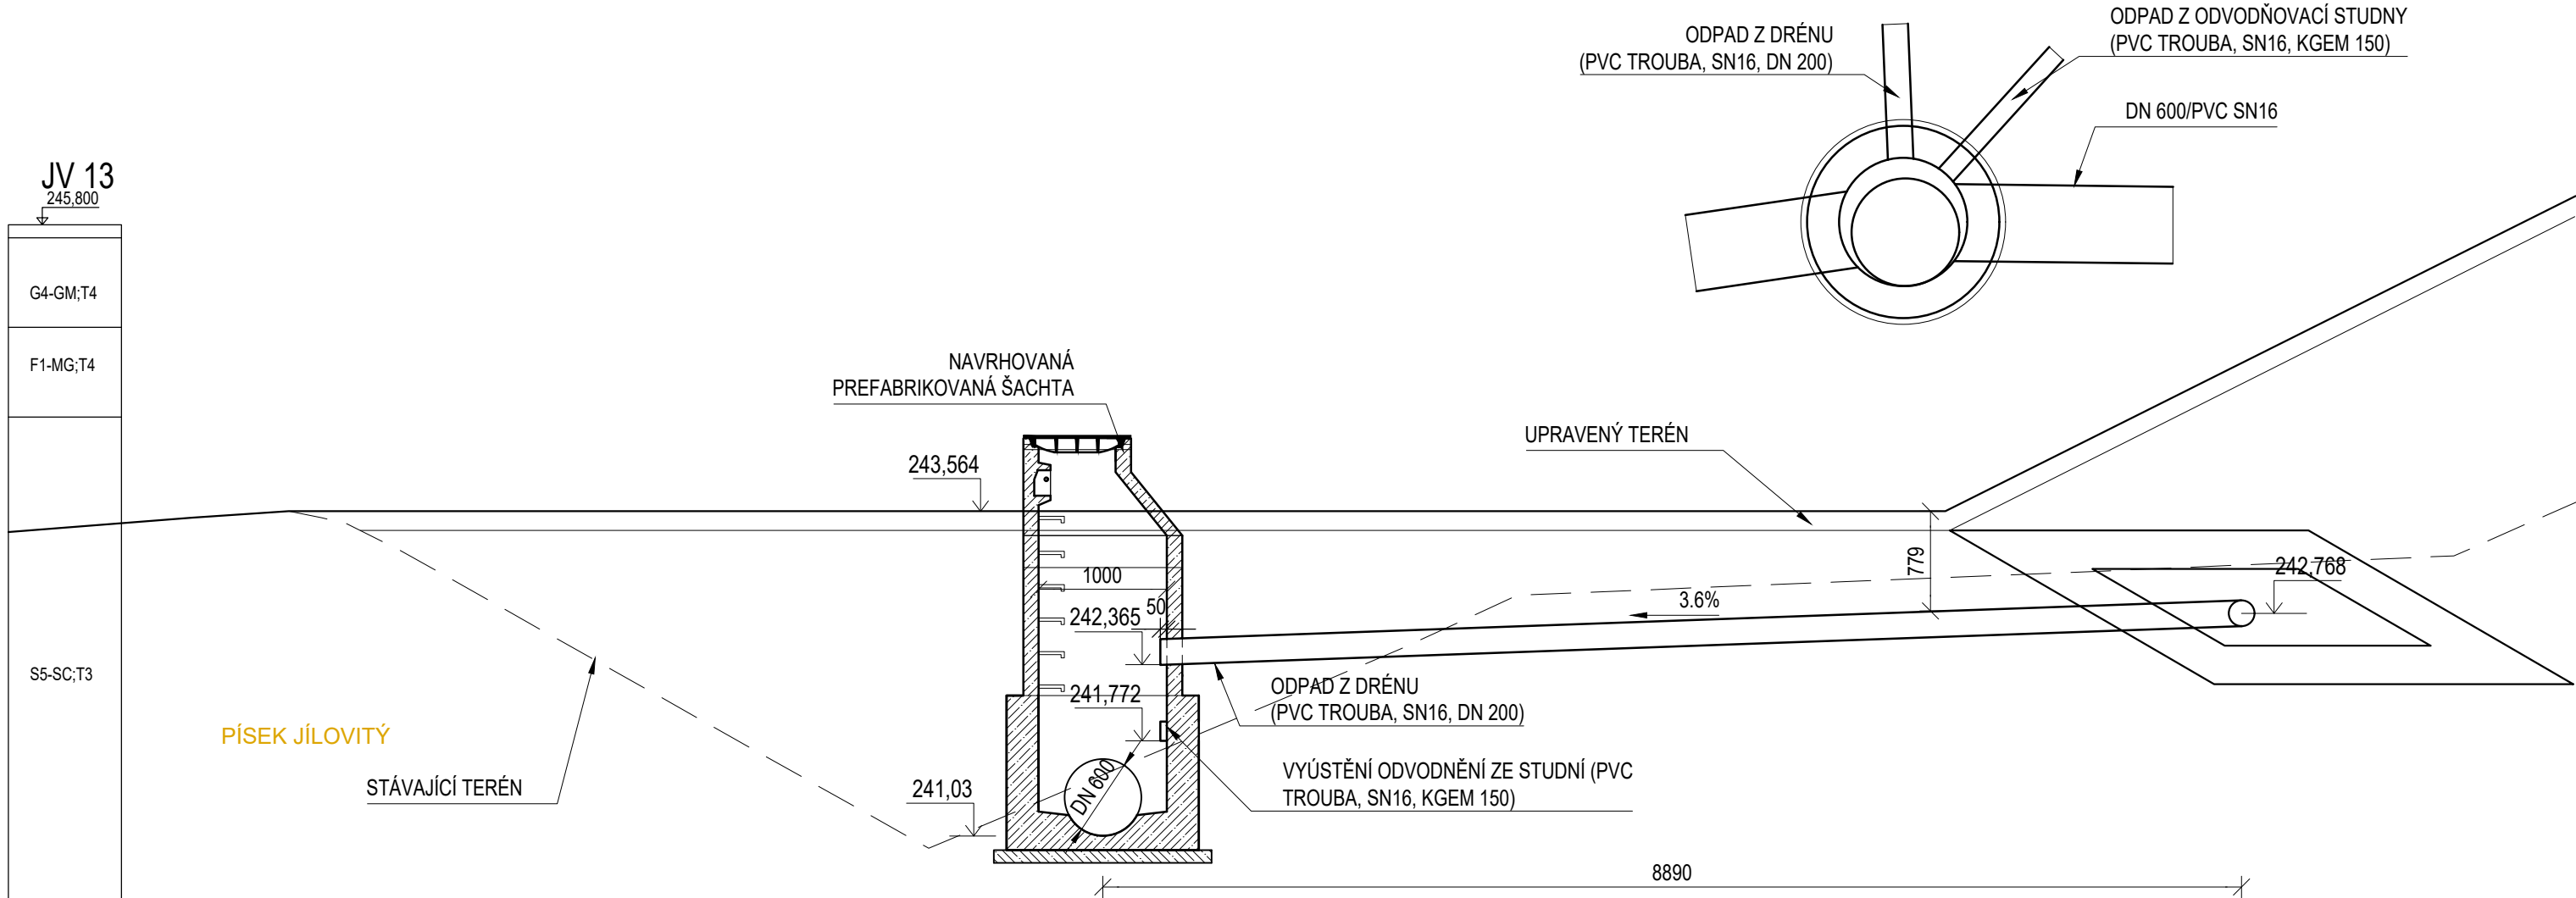 ODPAD Z DRÉNU
(PVC TROUBA, SN16, DN 200)
ODPAD Z ODVODŇOVACÍ STUDNY
(PVC TROUBA, SN16, KGEM 150)
DN 600/PVC SN16
JV 13
245,800
G4-GM;T4
F1-MG;T4
S5-SC;T3
NAVRHOVANÁ
PREFABRIKOVANÁ ŠACHTA
243,564
UPRAVENÝ TERÉN
1000
50
242,365
3.6%
779
242,768
241,772
ODPAD Z DRÉNU
(PVC TROUBA, SN16, DN 200)
PÍSEK JÍLOVITÝ
STÁVAJÍCÍ TERÉN
241,03
DN 600
VYÚSTĚNÍ ODVODNĚNÍ ZE STUDNÍ (PVC
TROUBA, SN16, KGEM 150)
8890